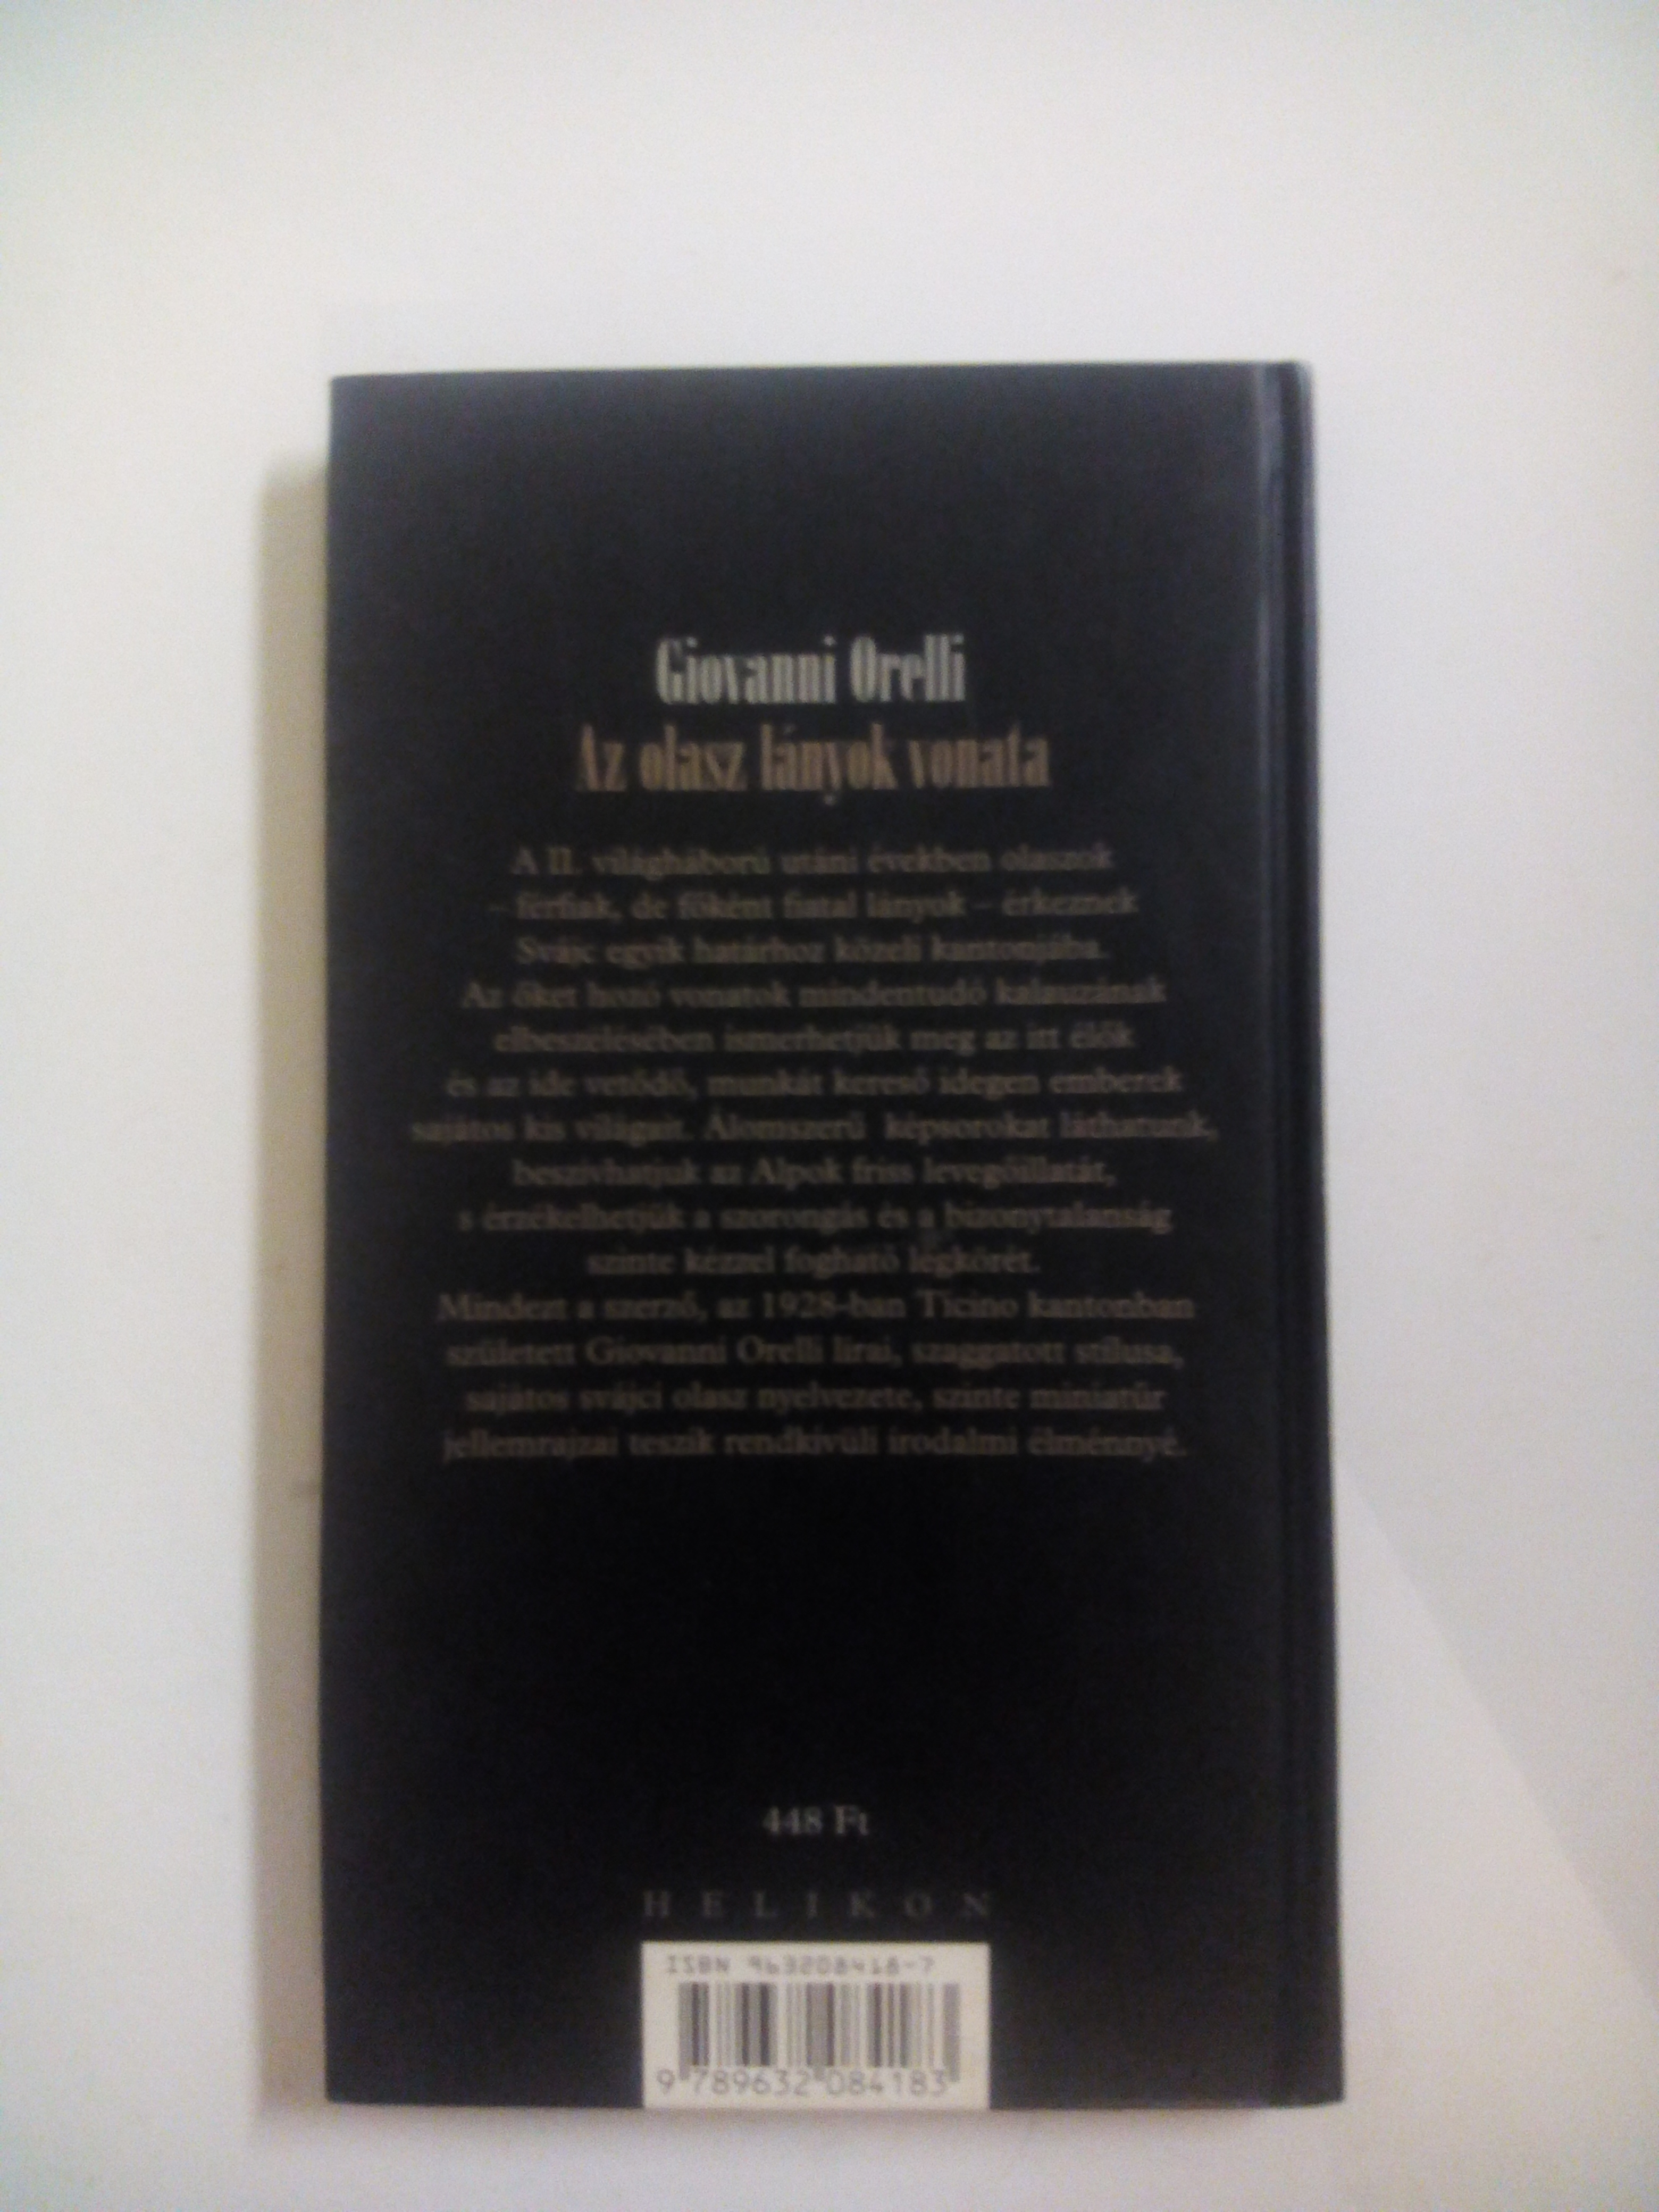 Giovanni Orelli
Az olasz lányok vonata
A II. világháború utáni években olaszok
– férfiak, de főként fiatal lányok – érkeznek
Svájc egyik határhoz közeli kantonjába.
Az őket hozó vonatok mindentudó kalauzának
elbeszélésében ismerhetjük meg az itt élők
és az ide vetődő, munkát kereső idegen emberek
sajátos kis világait. Álomszerű képsorokat láthatunk,
beszívhatjuk az Alpok friss levegőillatát,
s érzékelhetjük a szorongás és a bizonytalanság
szinte kézzel fogható légkörét.
Mindezt a szerző, az 1928-ban Ticino kantonban
született Giovanni Orelli lírai, szaggatott stílusa,
sajátos svájci olasz nyelvezete, szinte miniatűr
jellemrajzai teszik rendkívüli irodalmi élménnyé.
448 Ft
HELIKON
ISBN 963208418-7
9 789632 084183